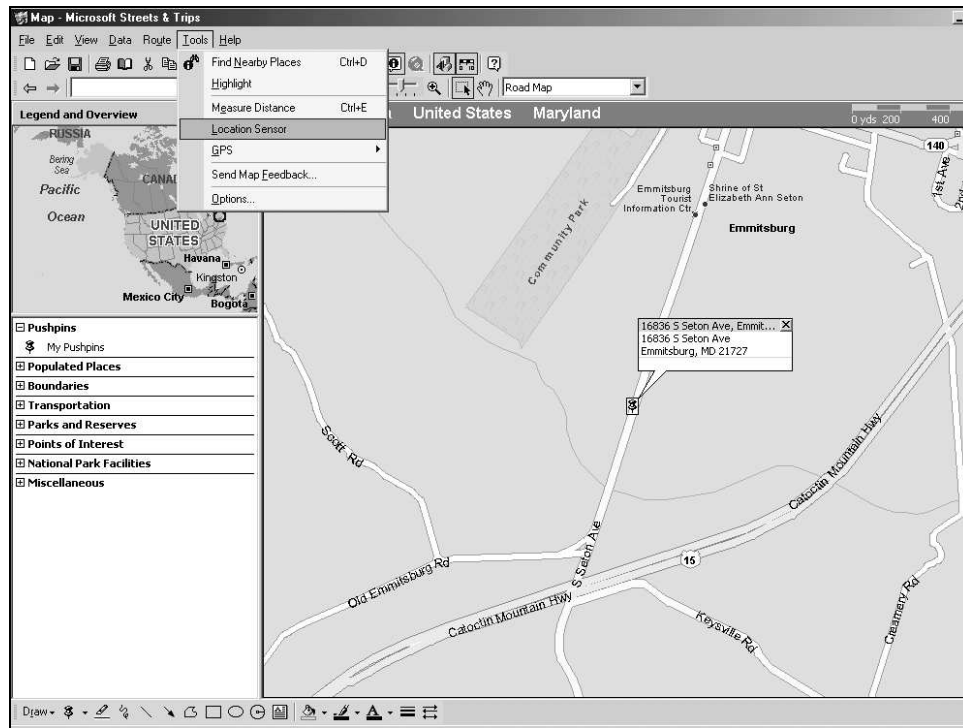 Map - Microsoft Streets & Trips
File Edit View Data Route Tools Help
Road Map
Find Nearby Places Ctrl+D
Highlight
Measure Distance Ctrl+E
Location Sensor
GPS
Send Map Feedback...
Options...
Legend and Overview
United States Maryland
0 yds 200 400
RUSSIA
Bering
Sea
Pacific
Ocean
UNITED
STATES
Havana
Kingston
Mexico City
Bogotá
Pushpins
My Pushpins
Populated Places
Boundaries
Transportation
Parks and Reserves
Points of Interest
National Park Facilities
Miscellaneous
140
1st Ave
Emmitsburg
Tourist
Information Ctr
Shrine of St
Elizabeth Ann Seton
Emmitsburg
Community Park
16836 S Seton Ave, Emmit...
16836 S Seton Ave
Emmitsburg, MD 21727
Scott Rd
Catoctin Mountain Hwy
S Seton Ave
15
Old Emmitsburg Rd
Catoctin Mountain Hwy
Keysville Rd
Creamery Rd
Draw